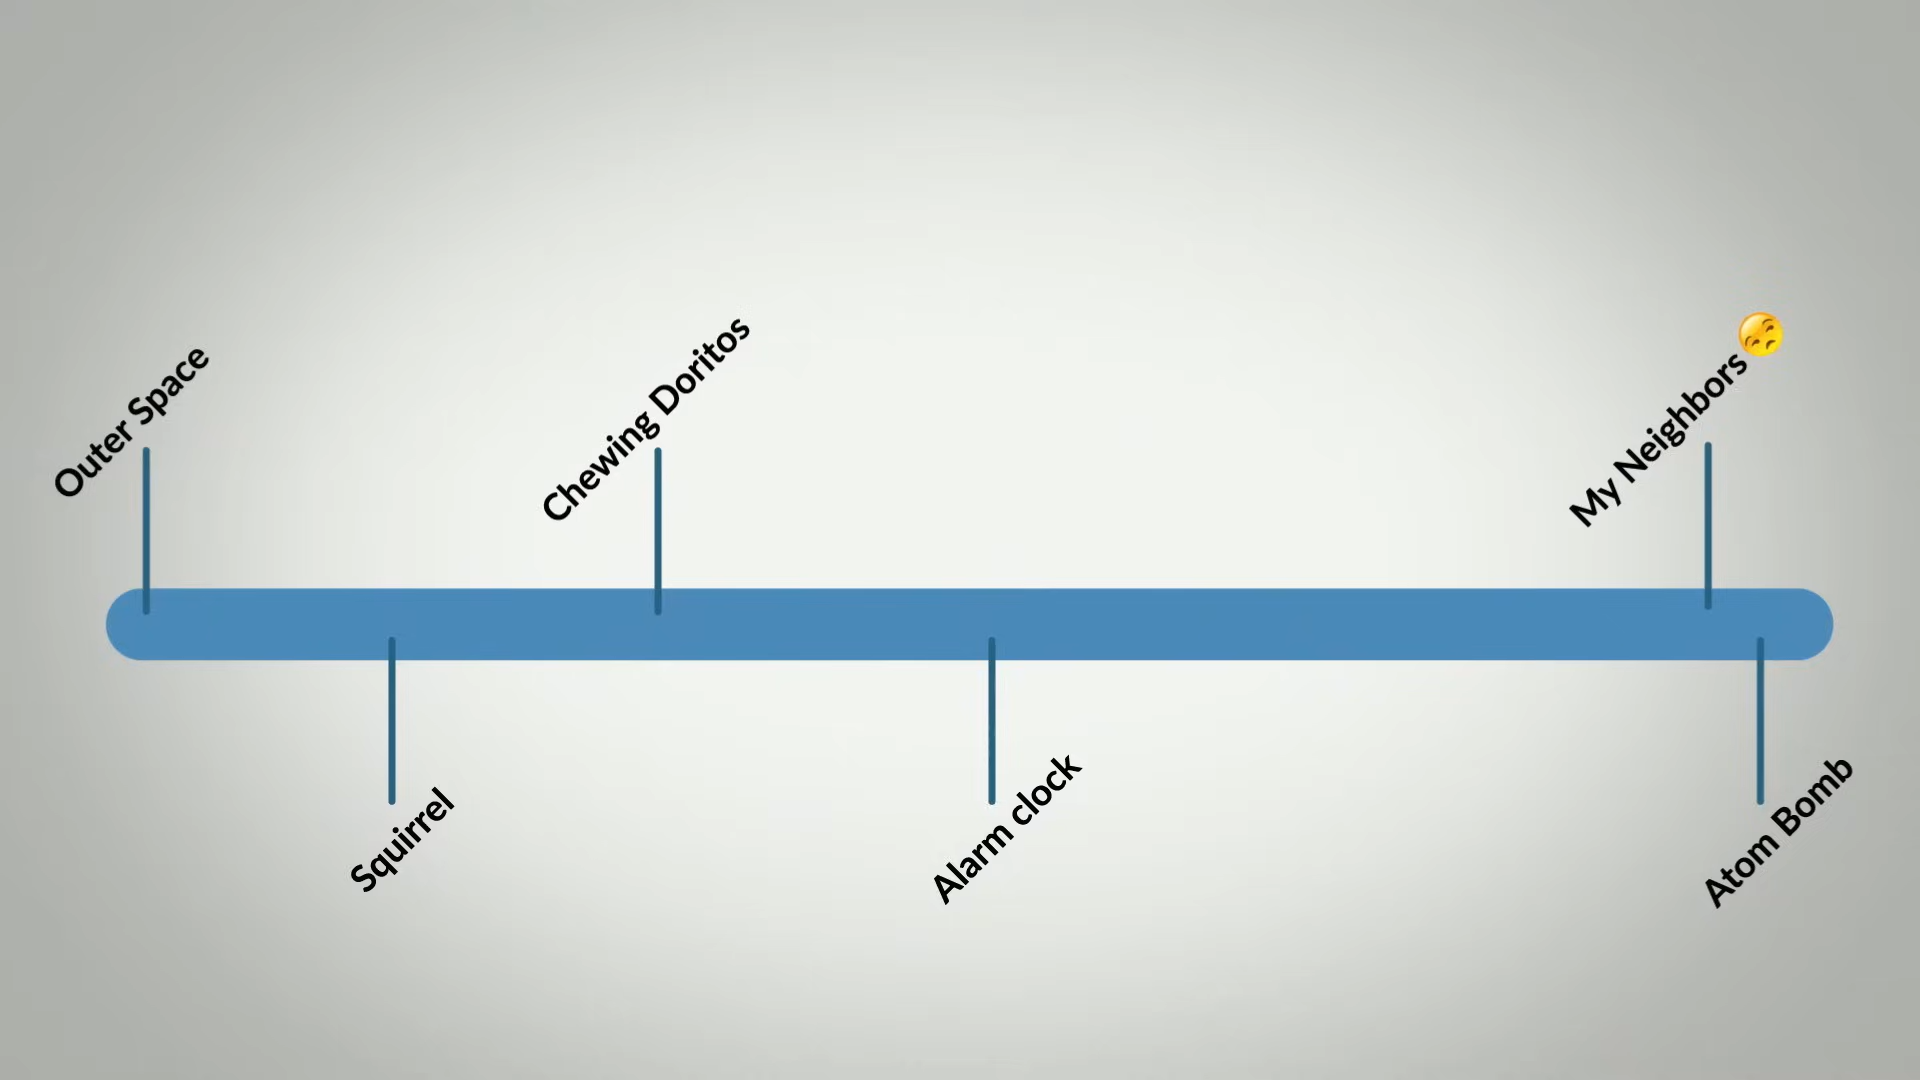 Outer Space
Squirrel
Chewing Doritos
Alarm clock
My Neighbors 😒
Atom Bomb